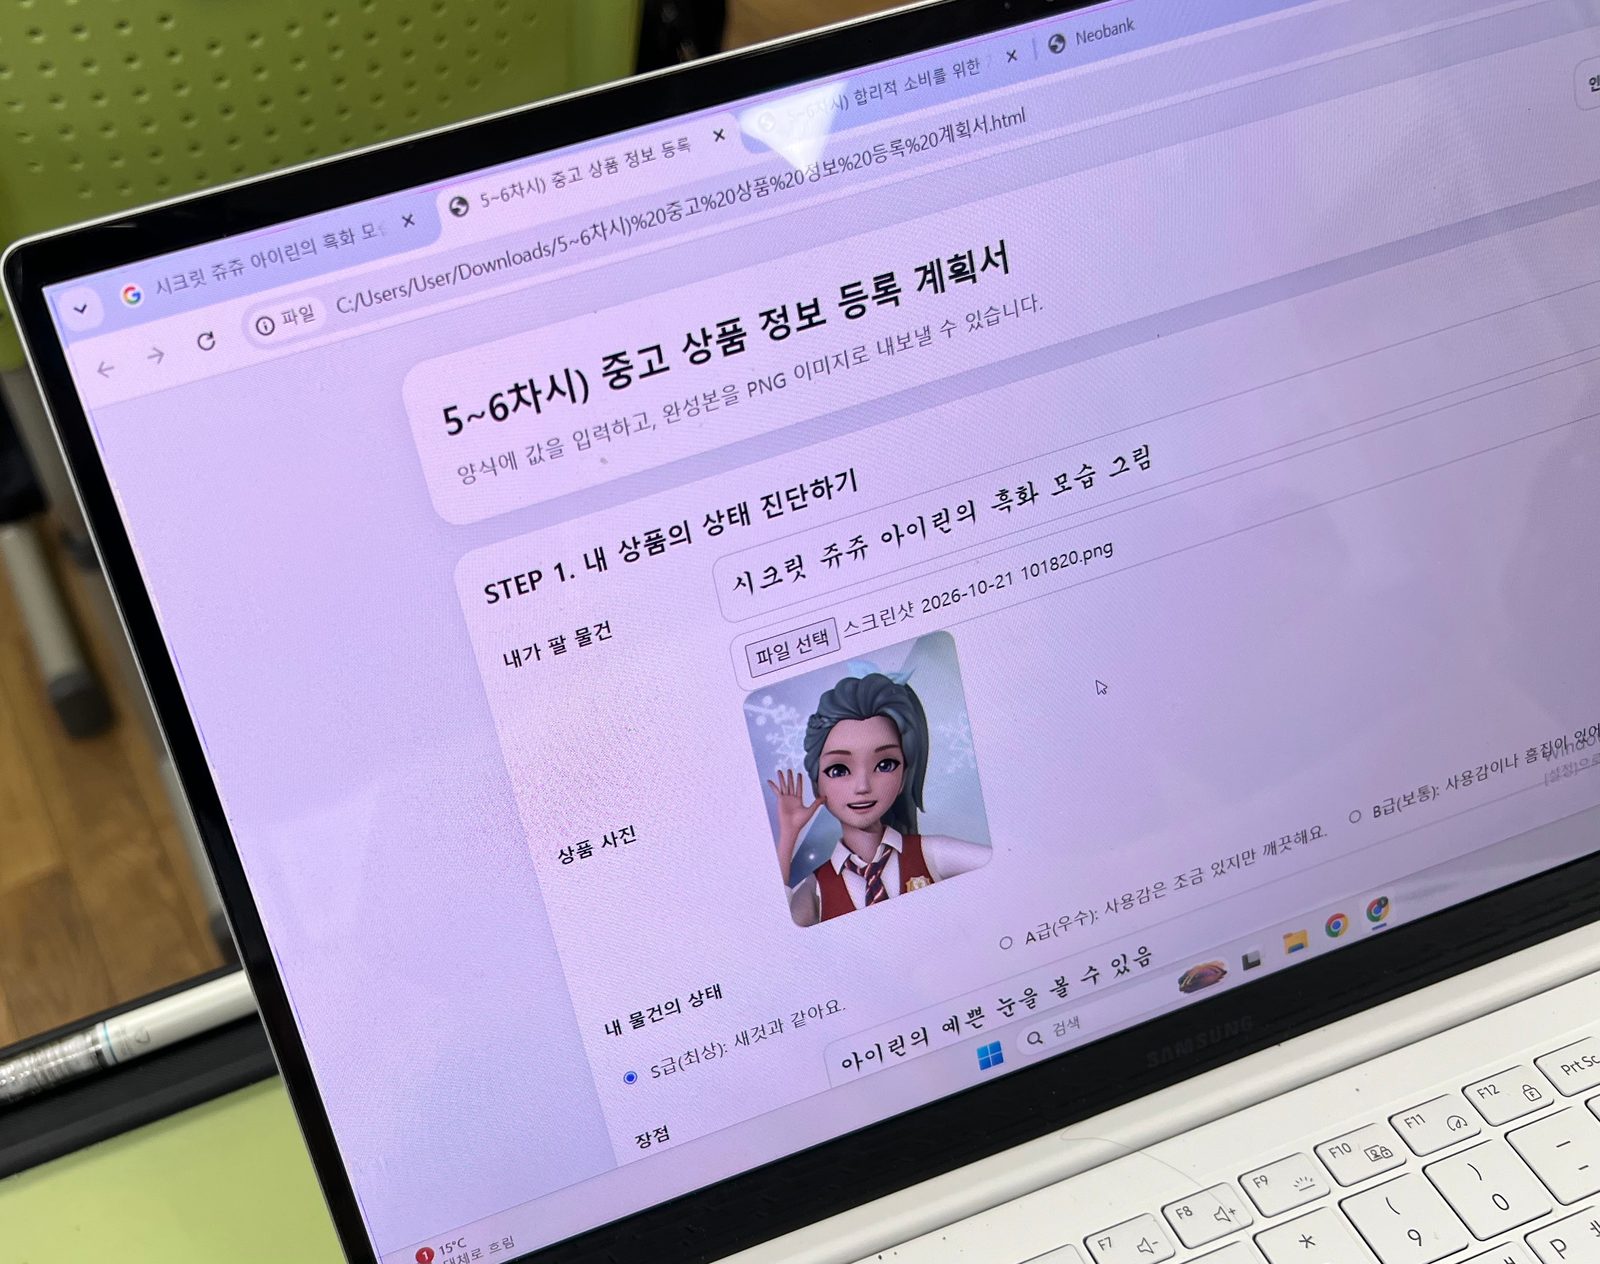 시크릿 쥬쥬 아이린의 흑화 모
5~6차시) 중고 상품 정보 등록
5~6차시) 합리적 소비를 위한
Neobank
파일
C:/Users/User/Downloads/5~6차시)%20중고%20상품%20정보%20등록%20계획서.html
5~6차시) 중고 상품 정보 등록 계획서
양식에 값을 입력하고, 완성본을 PNG 이미지로 내보낼 수 있습니다.
STEP 1. 내 상품의 상태 진단하기
내가 팔 물건
시크릿 쥬쥬 아이린의 흑화 모습 그림
파일 선택 스크린샷 2026-10-21 101820.png
상품 사진
내 물건의 상태
S급(최상): 새것과 같아요.
A급(우수): 사용감은 조금 있지만 깨끗해요.
B급(보통): 사용감이나 흠집이 있어
장점
아이린의 예쁜 눈을 볼 수 있음
검색
1
15°C
대체로 흐림
SAMSUNG
F7
F8
F9
F10
F11
F12
PrtSc
*
( 9
) 0
_ -
P